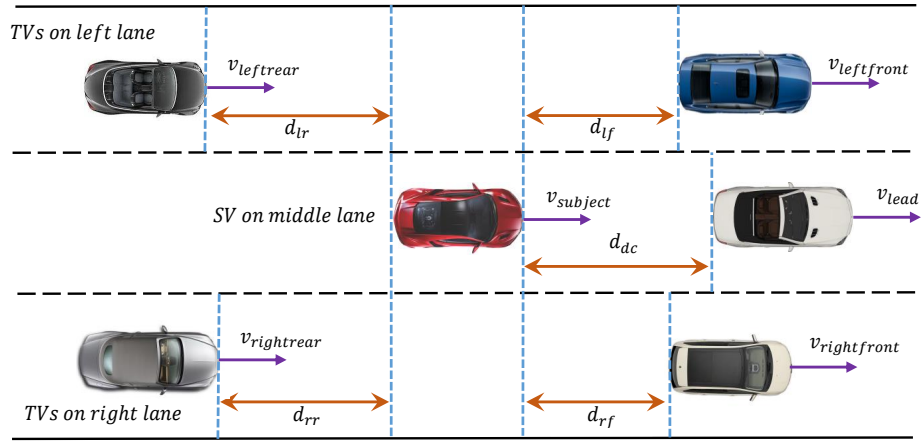 TVs on left lane
v_leftrear
v_leftfront
d_lr
d_lf
SV on middle lane
v_subject
v_lead
d_dc
v_rightrear
v_rightfront
TVs on right lane
d_rr
d_rf